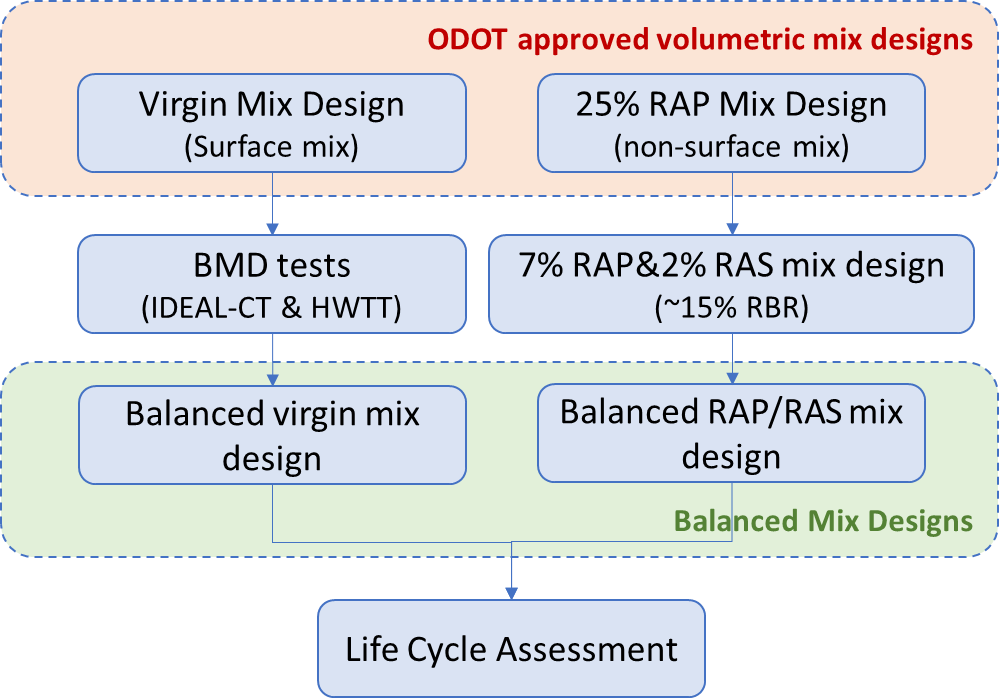 ODOT approved volumetric mix designs
Virgin Mix Design
(Surface mix)
25% RAP Mix Design
(non-surface mix)
BMD tests
(IDEAL-CT & HWTT)
7% RAP&2% RAS mix design
(~15% RBR)
Balanced virgin mix
design
Balanced RAP/RAS mix
design
Balanced Mix Designs
Life Cycle Assessment